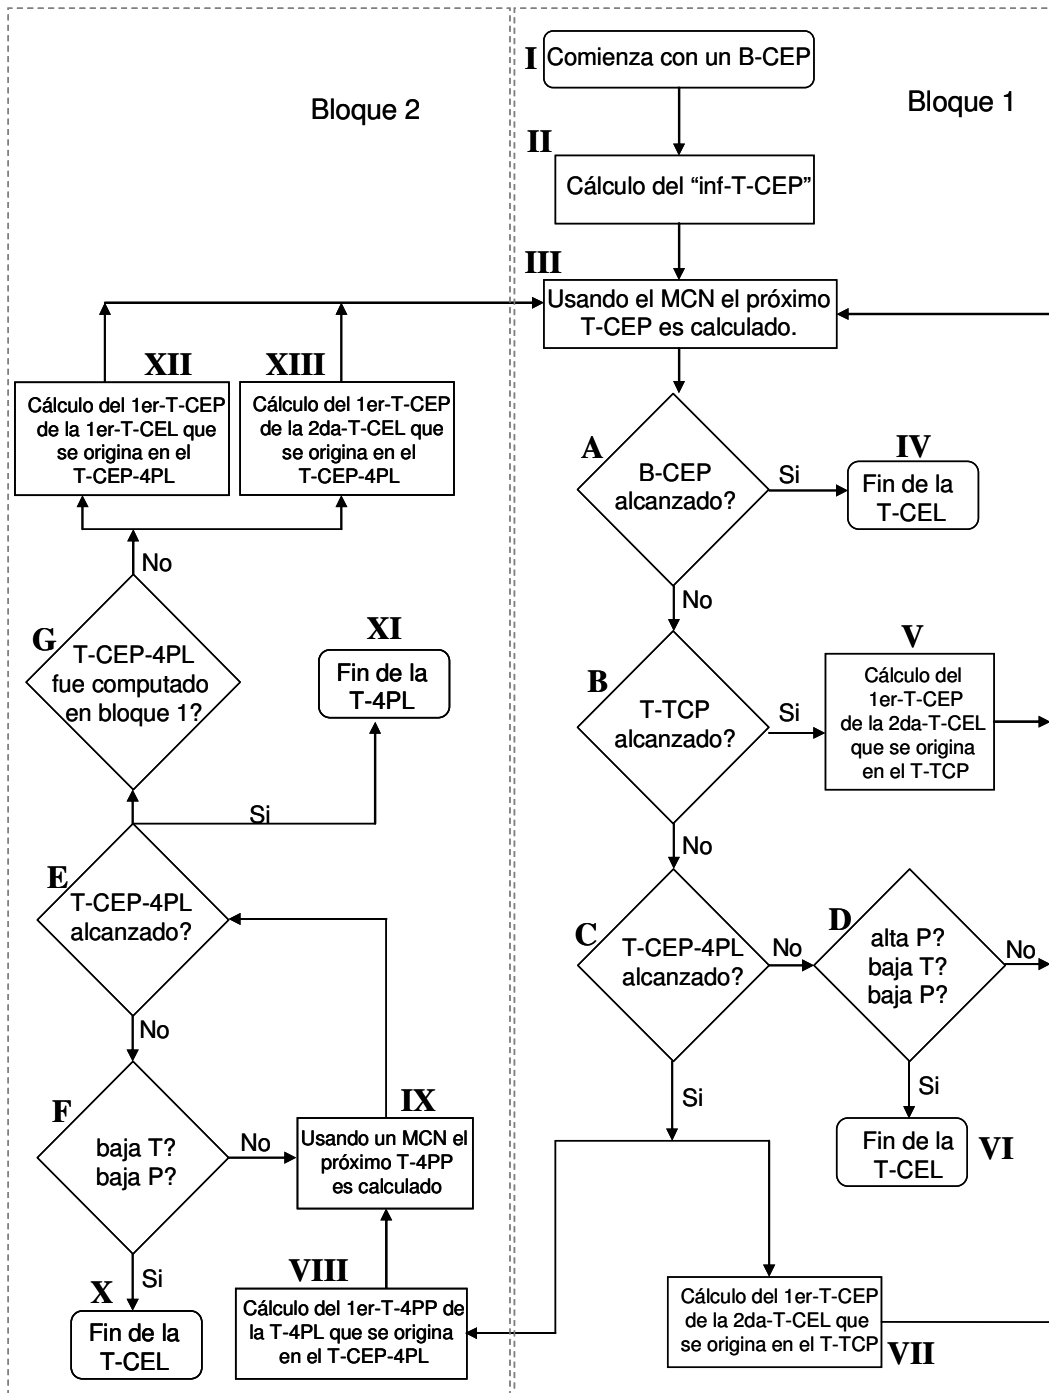 Bloque 2
Bloque 1
I
Comienza con un B-CEP
II
Cálculo del “inf-T-CEP”
III
Usando el MCN el próximo
T-CEP es calculado.
A
B-CEP
alcanzado?
Si
IV
Fin de la
T-CEL
No
B
T-TCP
alcanzado?
Si
V
Cálculo del
1er-T-CEP
de la 2da-T-CEL
que se origina
en el T-TCP
No
C
T-CEP-4PL
alcanzado?
No
D
alta P?
baja T?
baja P?
No
Si
VI
Fin de la
T-CEL
Si
VII
Cálculo del 1er-T-CEP
de la 2da-T-CEL que
se origina en el T-TCP
VIII
Cálculo del 1er-T-4PP de
la T-4PL que se origina
en el T-CEP-4PL
IX
Usando un MCN el
próximo T-4PP
es calculado
E
T-CEP-4PL
alcanzado?
No
F
baja T?
baja P?
No
Si
X
Fin de la
T-CEL
Si
XI
Fin de la
T-4PL
G
T-CEP-4PL
fue computado
en bloque 1?
No
XII
Cálculo del 1er-T-CEP
de la 1er-T-CEL que
se origina en el
T-CEP-4PL
XIII
Cálculo del 1er-T-CEP
de la 2da-T-CEL que
se origina en el
T-CEP-4PL